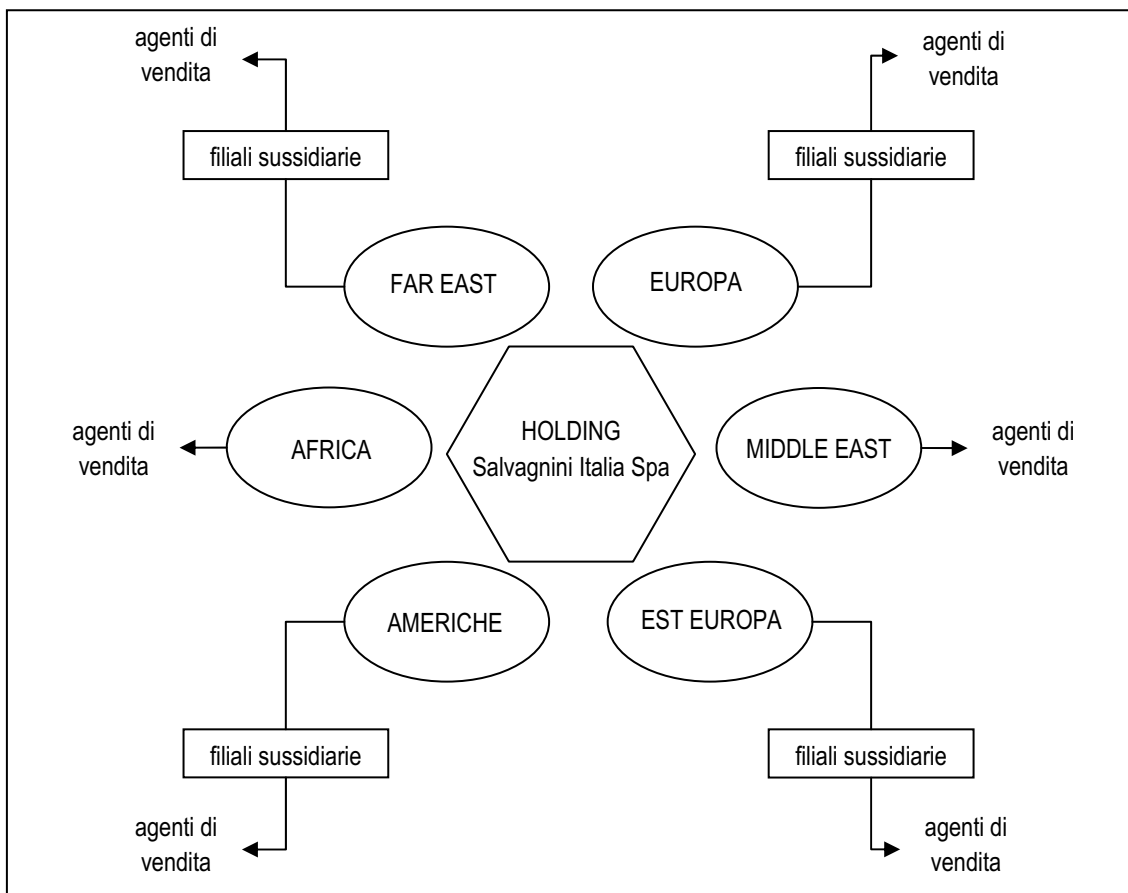 agenti di
vendita
agenti di
vendita
filiali sussidiarie
filiali sussidiarie
FAR EAST
EUROPA
agenti di
vendita
AFRICA
HOLDING
Salvagnini Italia Spa
MIDDLE EAST
agenti di
vendita
AMERICHE
EST EUROPA
filiali sussidiarie
filiali sussidiarie
agenti di
vendita
agenti di
vendita